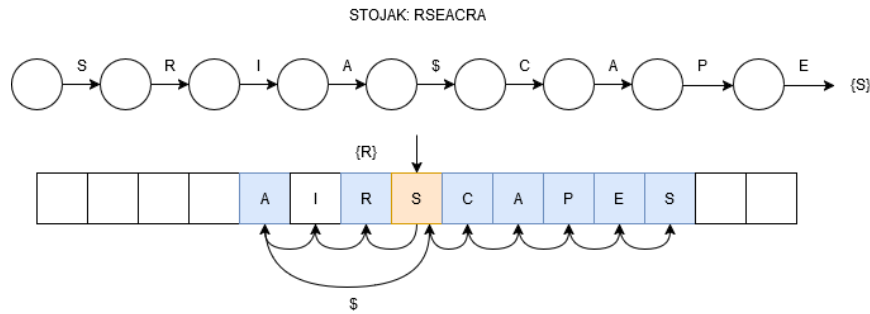 STOJAK: RSEACRA
S R I A $ C A P E {S}
{R}
A I R S C A P E S
$